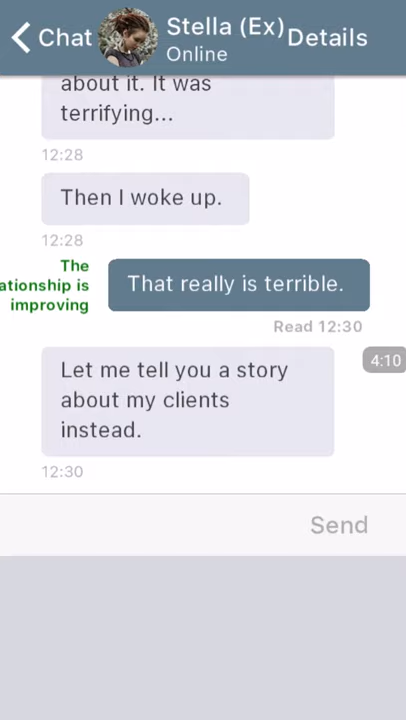 Chat
Stella (Ex)
Details
Online
about it. It was
terrifying...
12:28
Then I woke up.
12:28
The
ationship is
improving
That really is terrible.
Read 12:30
4:10
Let me tell you a story
about my clients
instead.
12:30
Send